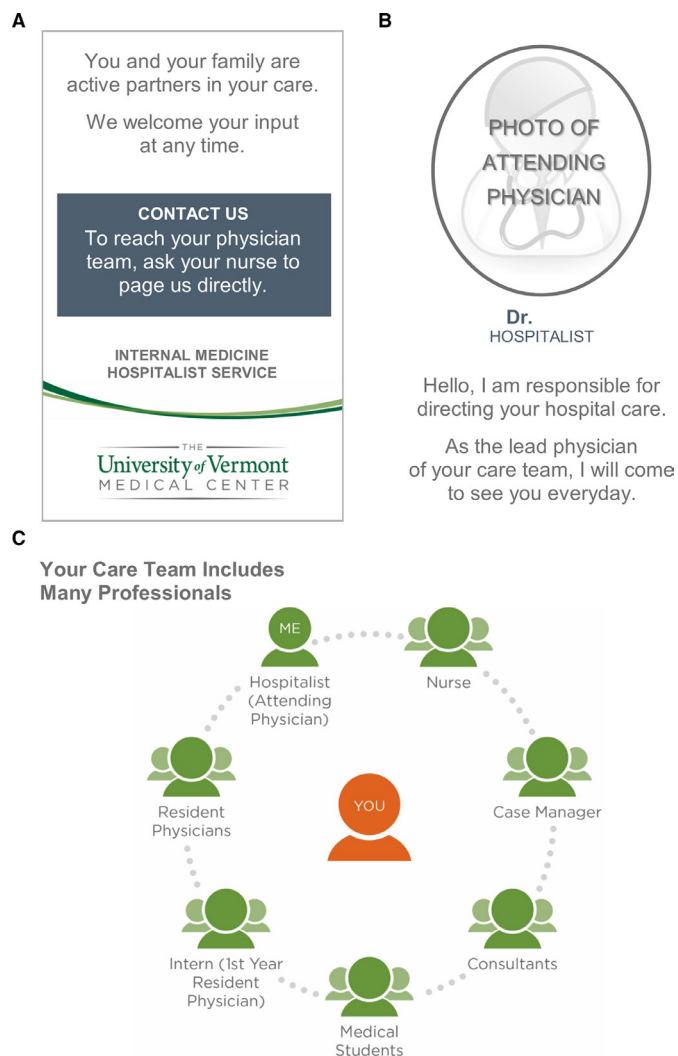 A
You and your family are
active partners in your care.
We welcome your input
at any time.
CONTACT US
To reach your physician
team, ask your nurse to
page us directly.
INTERNAL MEDICINE
HOSPITALIST SERVICE
THE
University of Vermont
MEDICAL CENTER
B
PHOTO OF
ATTENDING
PHYSICIAN
Dr.
HOSPITALIST
Hello, I am responsible for
directing your hospital care.
As the lead physician
of your care team, I will come
to see you everyday.
C
Your Care Team Includes
Many Professionals
ME
Hospitalist
(Attending
Physician)
Nurse
Resident
Physicians
YOU
Case Manager
Intern (1st Year
Resident
Physician)
Consultants
Medical
Students